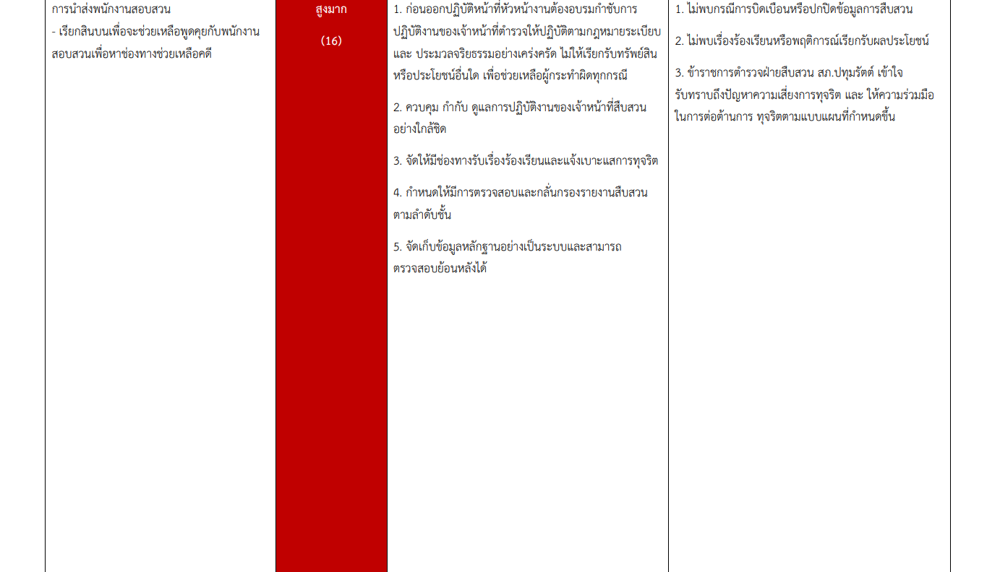 การนำส่งพนักงานสอบสวน
- เรียกสินบนเพื่อจะช่วยเหลือพูดคุยกับพนักงาน
สอบสวนเพื่อหาช่องทางช่วยเหลือคดี
สูงมาก
(16)
1. ก่อนออกปฏิบัติหน้าที่หัวหน้างานต้องอบรมกำชับการ
ปฏิบัติงานของเจ้าหน้าที่ตำรวจให้ปฏิบัติตามกฎหมายระเบียบ
และ ประมวลจริยธรรมอย่างเคร่งครัด ไม่ให้เรียกรับทรัพย์สิน
หรือประโยชน์อื่นใด เพื่อช่วยเหลือผู้กระทำผิดทุกกรณี
2. ควบคุม กำกับ ดูแลการปฏิบัติงานของเจ้าหน้าที่สืบสวน
อย่างใกล้ชิด
3. จัดให้มีช่องทางรับเรื่องร้องเรียนและแจ้งเบาะแสการทุจริต
4. กำหนดให้มีการตรวจสอบและกลั่นกรองรายงานสืบสวน
ตามลำดับชั้น
5. จัดเก็บข้อมูลหลักฐานอย่างเป็นระบบและสามารถ
ตรวจสอบย้อนหลังได้
1. ไม่พบกรณีการบิดเบือนหรือปกปิดข้อมูลการสืบสวน
2. ไม่พบเรื่องร้องเรียนหรือพฤติการณ์เรียกรับผลประโยชน์
3. ข้าราชการตำรวจฝ่ายสืบสวน สภ.ปทุมรัตต์ เข้าใจ
รับทราบถึงปัญหาความเสี่ยงการทุจริต และ ให้ความร่วมมือ
ในการต่อต้านการ ทุจริตตามแบบแผนที่กำหนดขึ้น